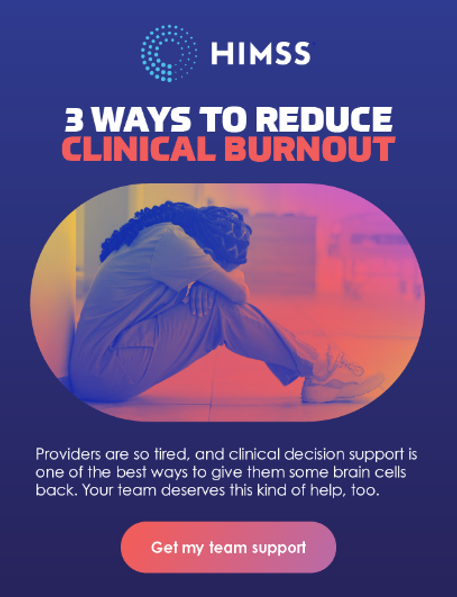 HIMSS
3 WAYS TO REDUCE
CLINICAL BURNOUT
Providers are so tired, and clinical decision support is
one of the best ways to give them some brain cells
back. Your team deserves this kind of help, too.
Get my team support